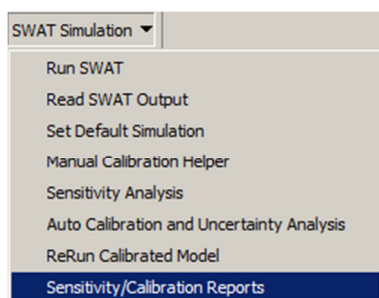 SWAT Simulation
Run SWAT
Read SWAT Output
Set Default Simulation
Manual Calibration Helper
Sensitivity Analysis
Auto Calibration and Uncertainty Analysis
ReRun Calibrated Model
Sensitivity/Calibration Reports